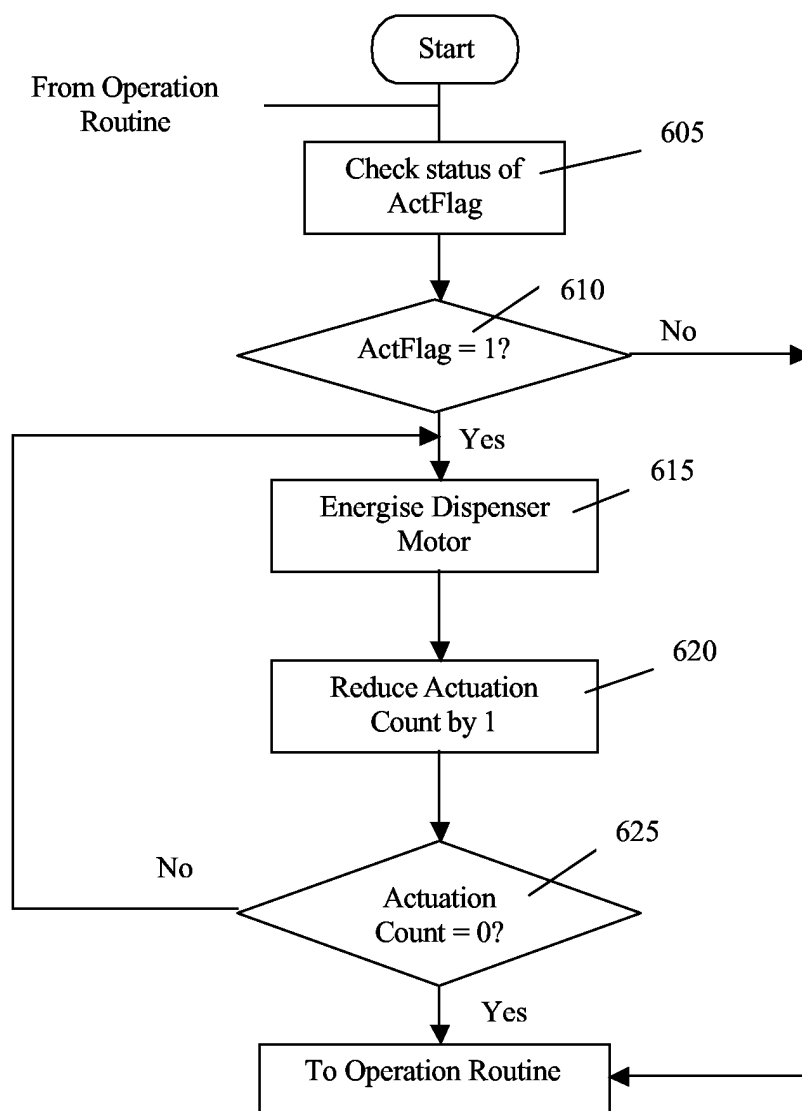 Start
From Operation
Routine
605
Check status of
ActFlag
610
ActFlag = 1?
No
Yes
615
Energise Dispenser
Motor
620
Reduce Actuation
Count by 1
625
No
Actuation
Count = 0?
Yes
To Operation Routine